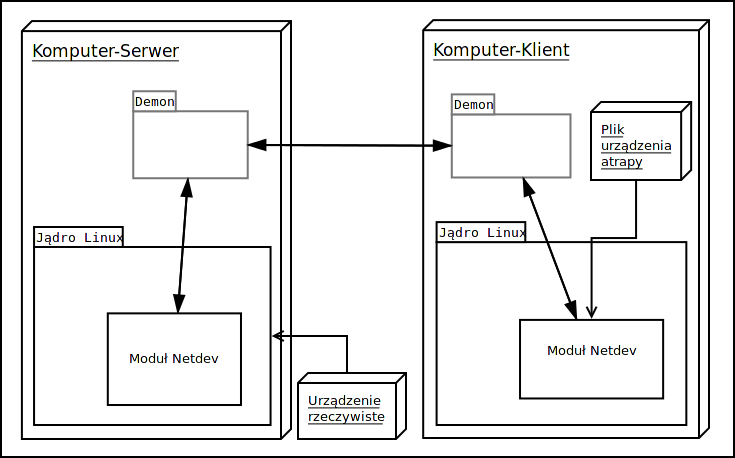 Komputer-Serwer
Demon
Jądro Linux
Moduł Netdev
Urządzenie
rzeczywiste
Komputer-Klient
Demon
Plik
urządzenia
atrapy
Jądro Linux
Moduł Netdev